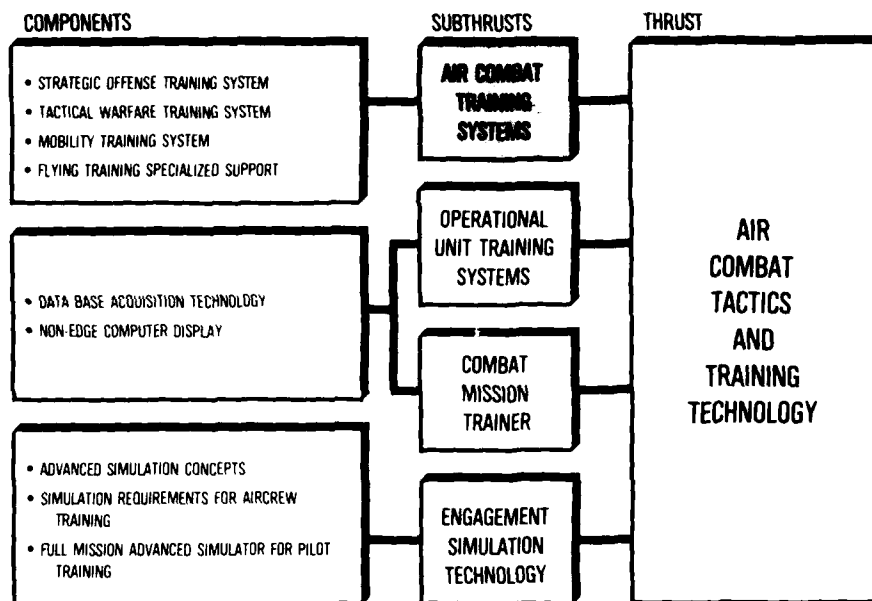 COMPONENTS
SUBTHRUSTS
THRUST
• STRATEGIC OFFENSE TRAINING SYSTEM
• TACTICAL WARFARE TRAINING SYSTEM
• MOBILITY TRAINING SYSTEM
• FLYING TRAINING SPECIALIZED SUPPORT
AIR COMBAT
TRAINING
SYSTEMS
• DATA BASE ACQUISITION TECHNOLOGY
• NON-EDGE COMPUTER DISPLAY
OPERATIONAL
UNIT TRAINING
SYSTEMS
COMBAT
MISSION
TRAINER
• ADVANCED SIMULATION CONCEPTS
• SIMULATION REQUIREMENTS FOR AIRCREW
TRAINING
• FULL MISSION ADVANCED SIMULATOR FOR PILOT
TRAINING
ENGAGEMENT
SIMULATION
TECHNOLOGY
AIR
COMBAT
TACTICS
AND
TRAINING
TECHNOLOGY